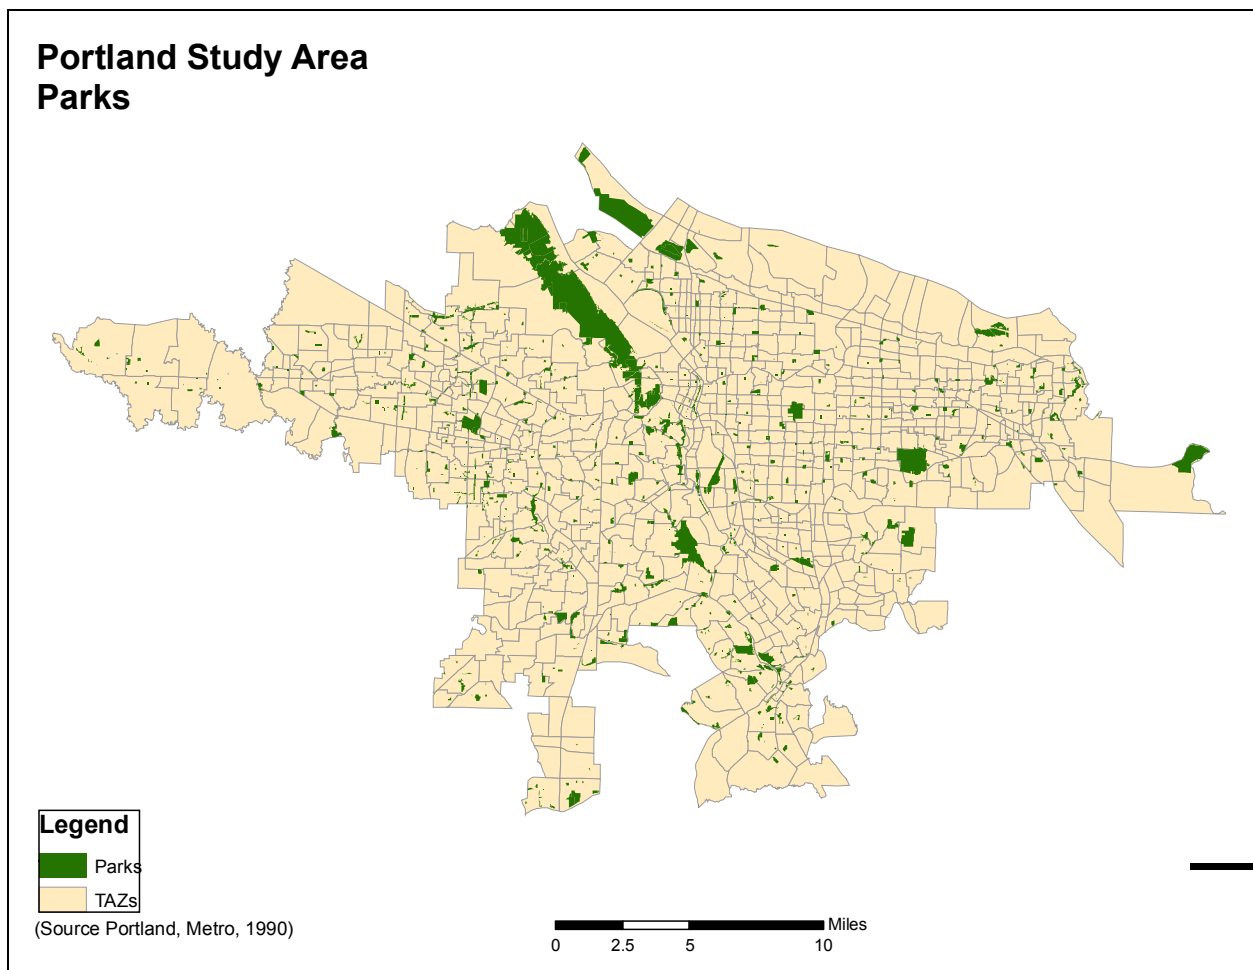 Portland Study Area
Parks
Legend
Parks
TAZs
(Source Portland, Metro, 1990)
Miles
0 2.5 5 10